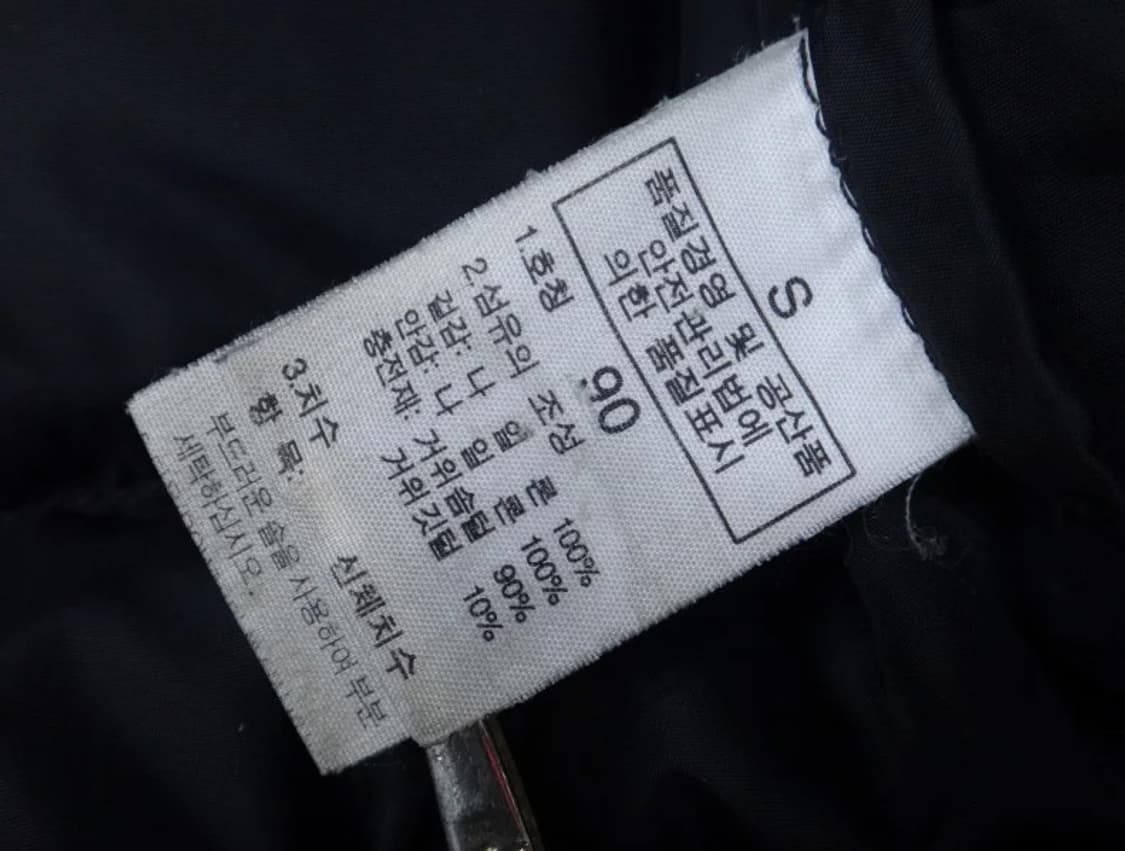 S
품질경영 및 공산품
안전관리법에
의한 품질표시
1.호칭 90
2.섬유의 조성
겉감: 나 일 론 100%
안감: 나 일 론 100%
충전재: 거위솜털 90%
거위깃털 10%
3.치수
항 목: 신체치수
부드러운 솔을 사용하여 부분
세탁하십시오.